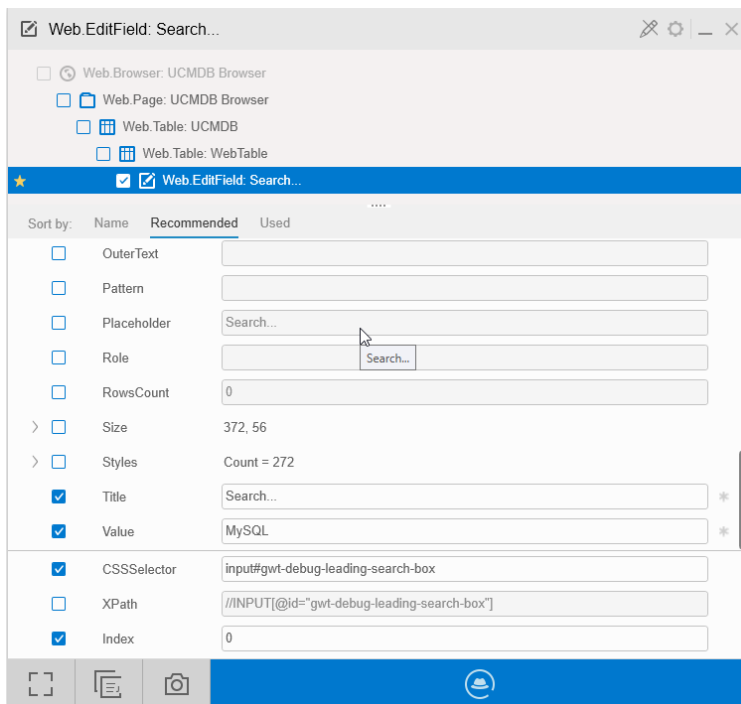 Web.EditField: Search...
Web.Browser: UCMDB Browser
Web.Page: UCMDB Browser
Web.Table: UCMDB
Web.Table: WebTable
Web.EditField: Search...
Sort by: Name Recommended Used
OuterText
Pattern
Placeholder Search...
Role Search...
RowsCount 0
Size 372, 56
Styles Count = 272
Title Search... *
Value MySQL *
CSSSelector input#gwt-debug-leading-search-box
XPath //INPUT[@id="gwt-debug-leading-search-box"]
Index 0